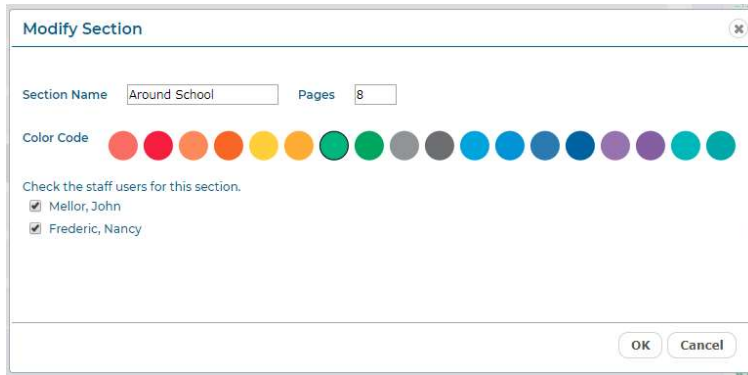 Modify Section
Section Name Around School Pages 8
Color Code
Check the staff users for this section.
Mellor, John
Frederic, Nancy
OK Cancel